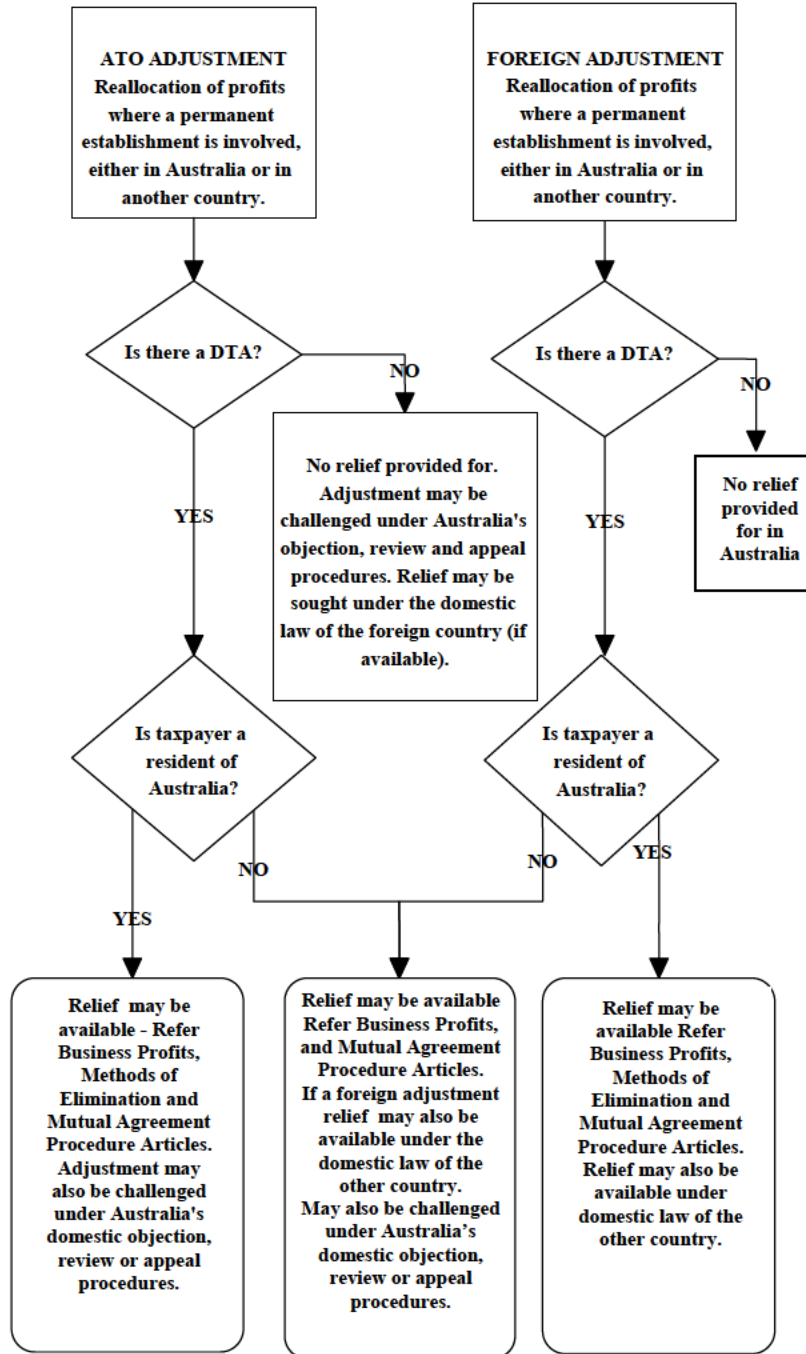 ATO ADJUSTMENT
Reallocation of profits
where a permanent
establishment is involved,
either in Australia or in
another country.
FOREIGN ADJUSTMENT
Reallocation of profits
where a permanent
establishment is involved,
either in Australia or in
another country.
Is there a DTA?
NO
Is there a DTA?
NO
YES
No relief provided for.
Adjustment may be
challenged under Australia's
objection, review and appeal
procedures. Relief may be
sought under the domestic
law of the foreign country (if
available).
YES
No relief
provided
for in
Australia
Is taxpayer a
resident of
Australia?
Is taxpayer a
resident of
Australia?
YES
NO
NO
YES
Relief may be
available - Refer
Business Profits,
Methods of
Elimination and
Mutual Agreement
Procedure Articles.
Adjustment may
also be challenged
under Australia's
domestic objection,
review or appeal
procedures.
Relief may be available
Refer Business Profits,
and Mutual Agreement
Procedure Articles.
If a foreign adjustment
relief may also be
available under the
domestic law of the
other country.
May also be challenged
under Australia’s
domestic objection,
review or appeal
procedures.
Relief may be
available Refer
Business Profits,
Methods of
Elimination and
Mutual Agreement
Procedure Articles.
Relief may also be
available under
domestic law of the
other country.